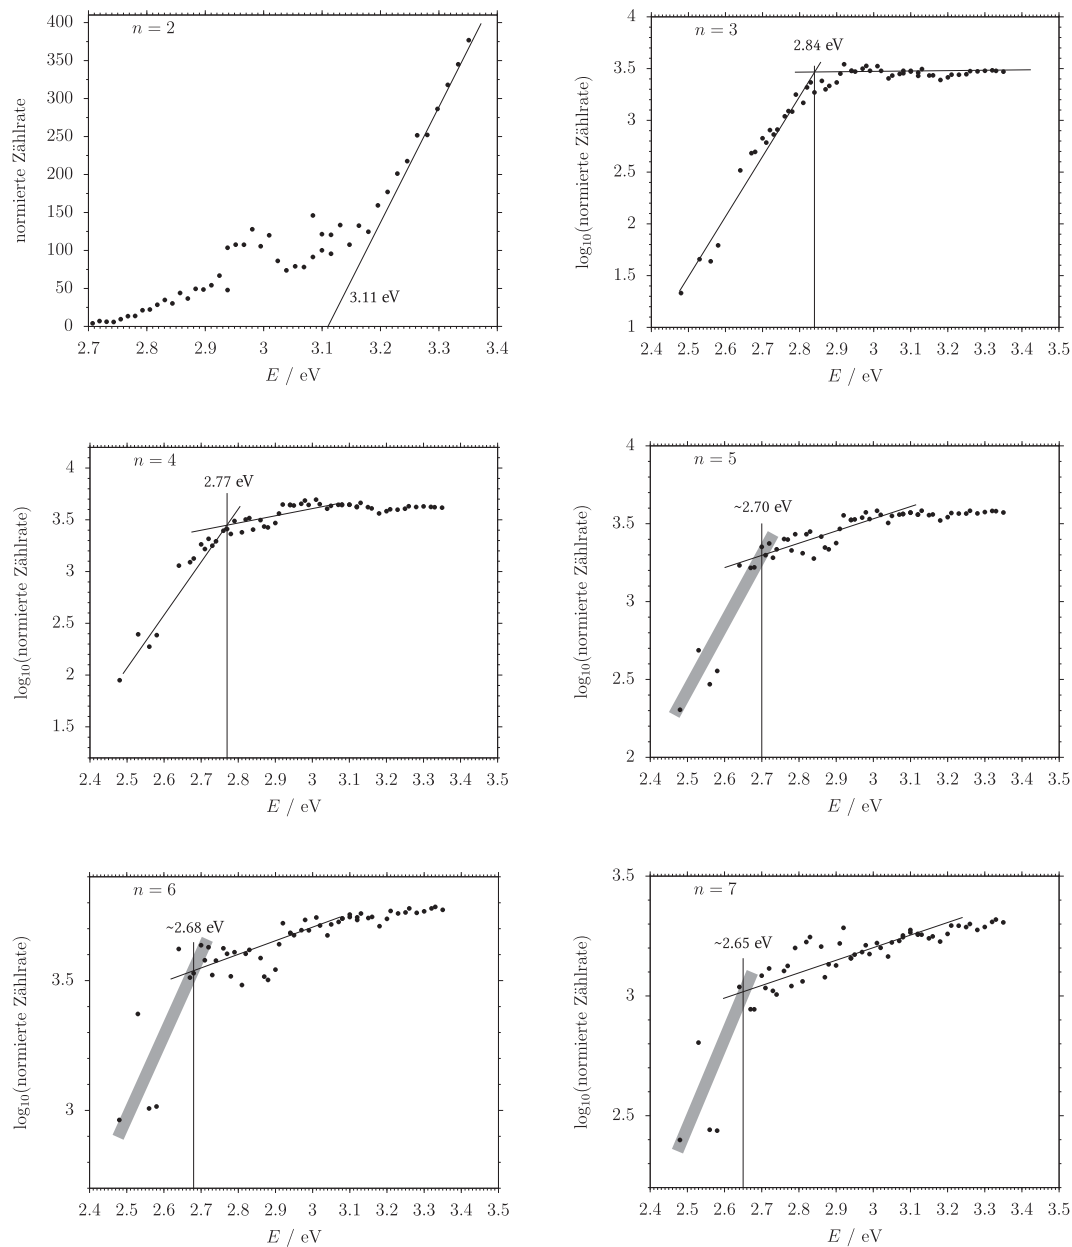 n = 2
normierte Zählrate
400
350
300
250
200
150
100
50
0
3.11 eV
2.7 2.8 2.9 3 3.1 3.2 3.3 3.4
E / eV
n = 3
log₁₀(normierte Zählrate)
4
3.5
3
2.5
2
1.5
1
2.84 eV
2.4 2.5 2.6 2.7 2.8 2.9 3 3.1 3.2 3.3 3.4 3.5
E / eV
n = 4
log₁₀(normierte Zählrate)
4
3.5
3
2.5
2
1.5
2.77 eV
2.4 2.5 2.6 2.7 2.8 2.9 3 3.1 3.2 3.3 3.4 3.5
E / eV
n = 5
log₁₀(normierte Zählrate)
4
3.5
3
2.5
2
~2.70 eV
2.4 2.5 2.6 2.7 2.8 2.9 3 3.1 3.2 3.3 3.4 3.5
E / eV
n = 6
log₁₀(normierte Zählrate)
3.5
3
~2.68 eV
2.4 2.5 2.6 2.7 2.8 2.9 3 3.1 3.2 3.3 3.4 3.5
E / eV
n = 7
log₁₀(normierte Zählrate)
3.5
3
2.5
~2.65 eV
2.4 2.5 2.6 2.7 2.8 2.9 3 3.1 3.2 3.3 3.4 3.5
E / eV